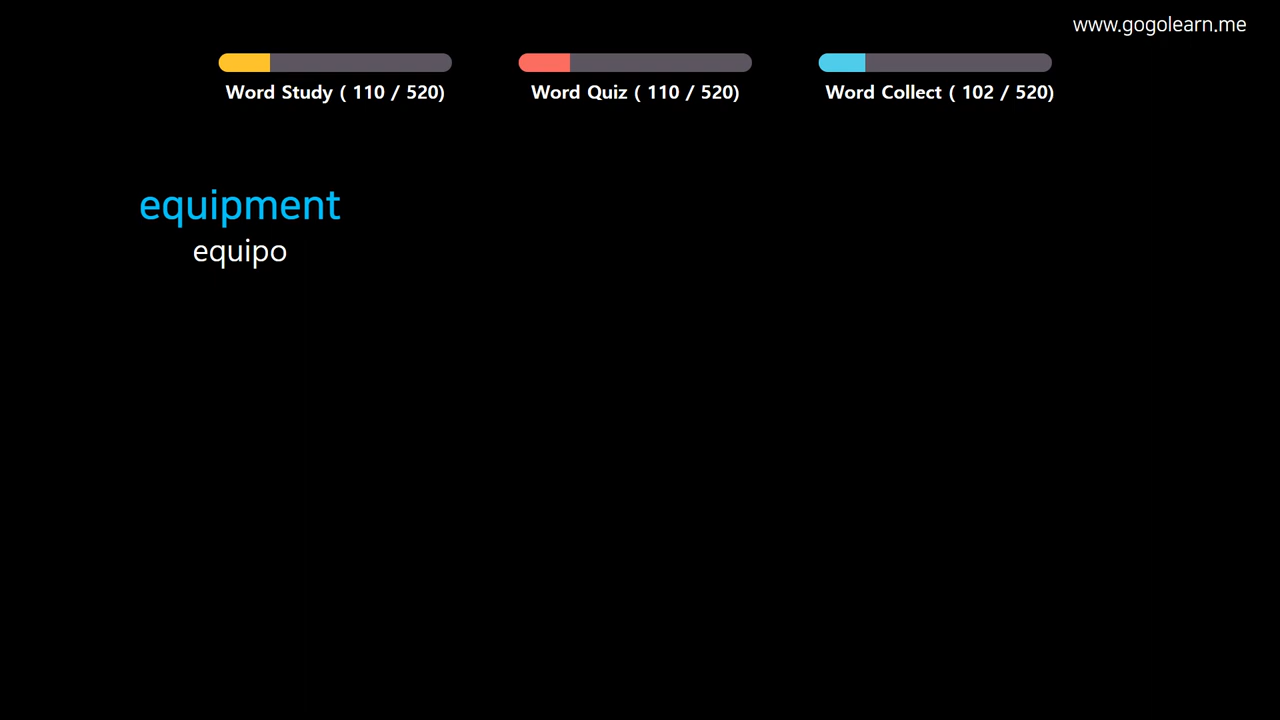 www.gogolearn.me
Word Study ( 110 / 520)
Word Quiz ( 110 / 520)
Word Collect ( 102 / 520)
equipment
equipo